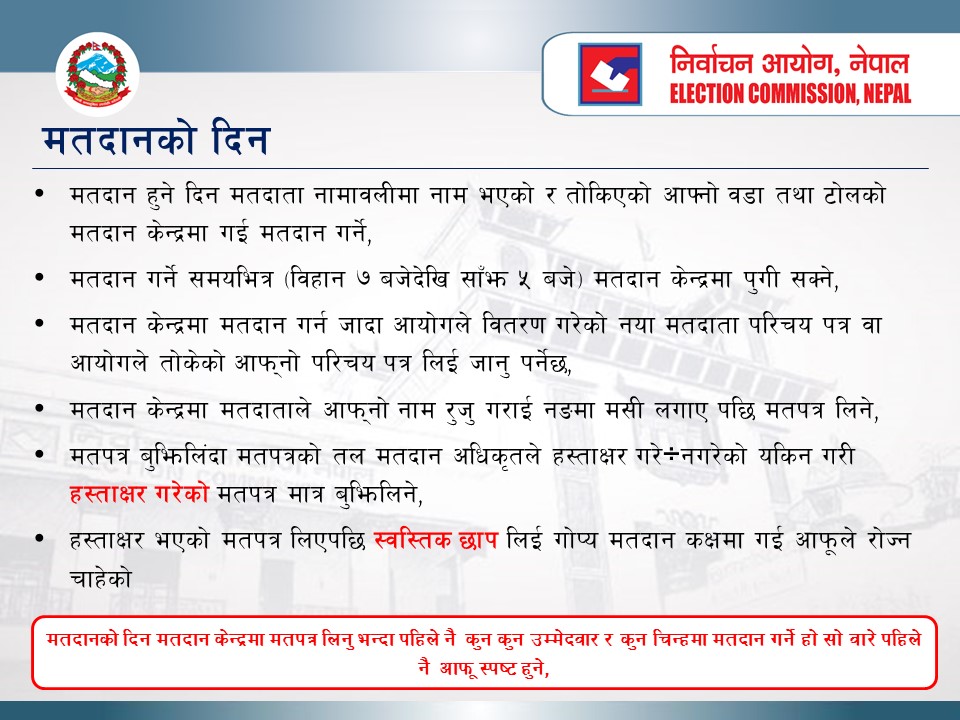 निर्वाचन आयोग, नेपाल
ELECTION COMMISSION, NEPAL
मतदानको दिन
• मतदान हुने दिन मतदाता नामावलीमा नाम भएको र तोकिएको आफ्नो वडा तथा टोलको
मतदान केन्द्रमा गई मतदान गर्ने,
• मतदान गर्ने समयभित्र (विहान ७ बजेदेखि साँझ ५ बजे) मतदान केन्द्रमा पुगी सक्ने,
• मतदान केन्द्रमा मतदान गर्न जादा आयोगले वितरण गरेको नया मतदाता परिचय पत्र वा
आयोगले तोकेको आफ्‌नो परिचय पत्र लिई जानु पर्नेछ,
• मतदान केन्द्रमा मतदाताले आफ्‌नो नाम रुजु गराई नङमा मसी लगाए पछि मतपत्र लिने,
• मतपत्र बुझिलिंदा मतपत्रको तल मतदान अधिकृतले हस्ताक्षर गरे÷नगरेको यकिन गरी
हस्ताक्षर गरेको मतपत्र मात्र बुझिलिने,
• हस्ताक्षर भएको मतपत्र लिएपछि स्वस्तिक छाप लिई गोप्य मतदान कक्षमा गई आफूले रोज्न
चाहेको
मतदानको दिन मतदान केन्द्रमा मतपत्र लिनु भन्दा पहिले नै कुन कुन उम्मेदवार र कुन चिन्हमा मतदान गर्ने हो सो वारे पहिले
नै आफू स्पष्ट हुने,